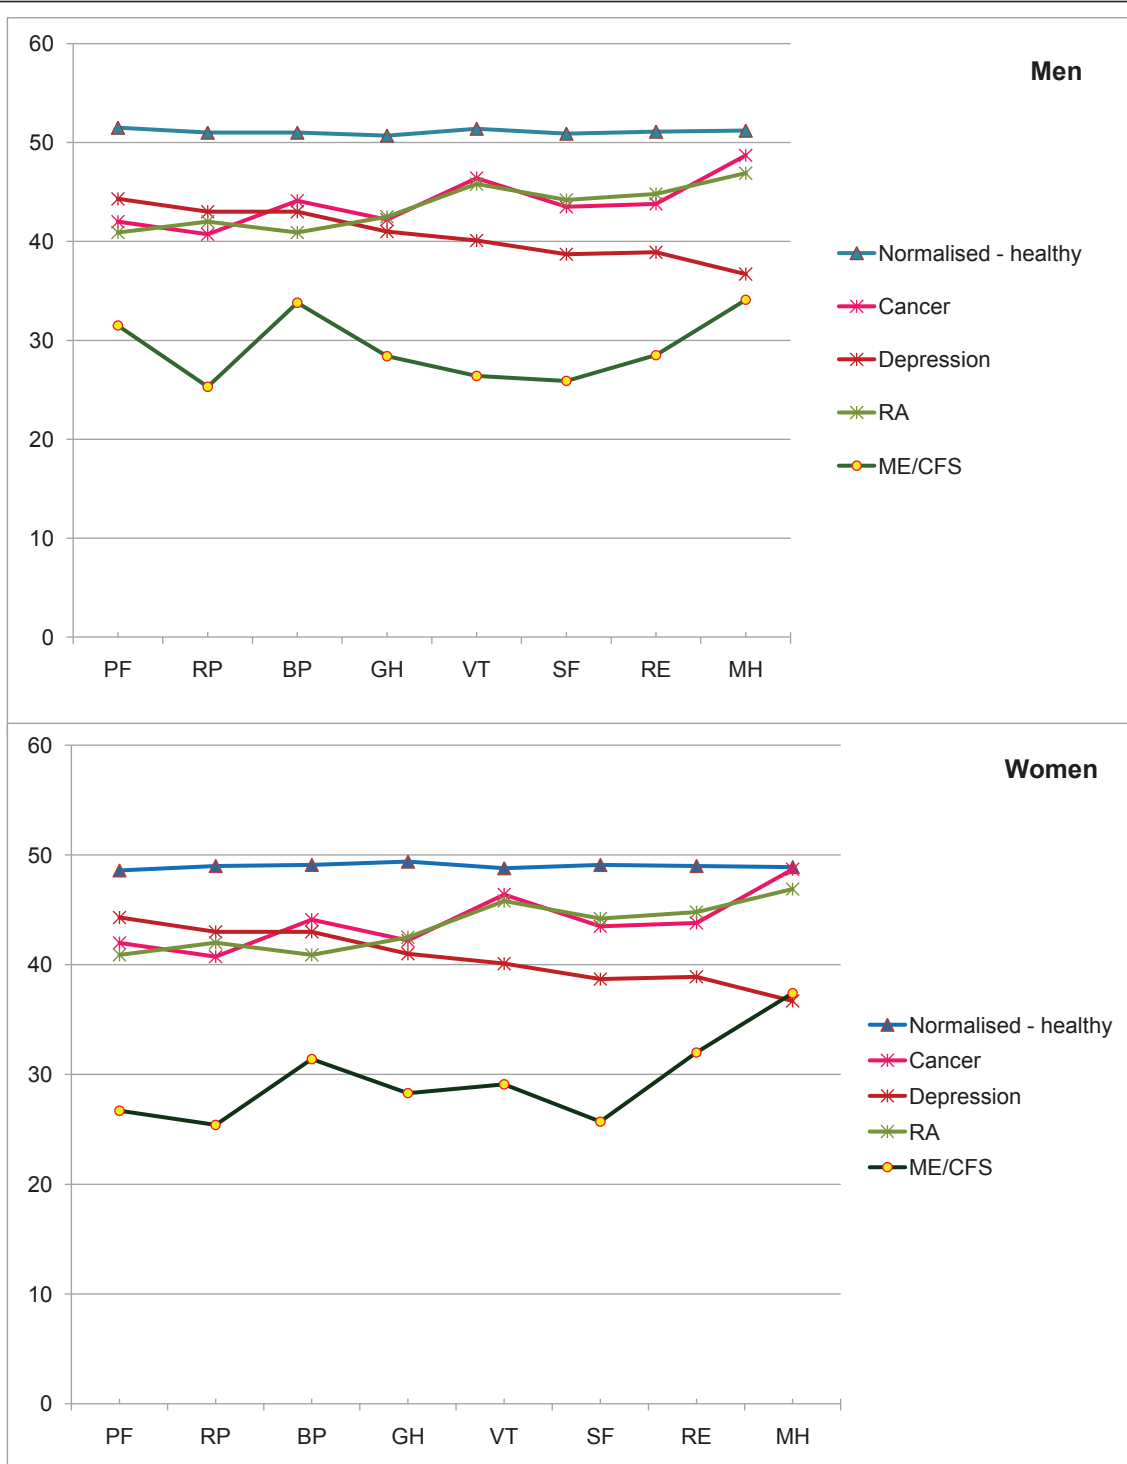 60
Men
50
40
30
20
10
0
Normalised - healthy
Cancer
Depression
RA
ME/CFS
PF RP BP GH VT SF RE MH
60
Women
50
40
30
20
10
0
Normalised - healthy
Cancer
Depression
RA
ME/CFS
PF RP BP GH VT SF RE MH